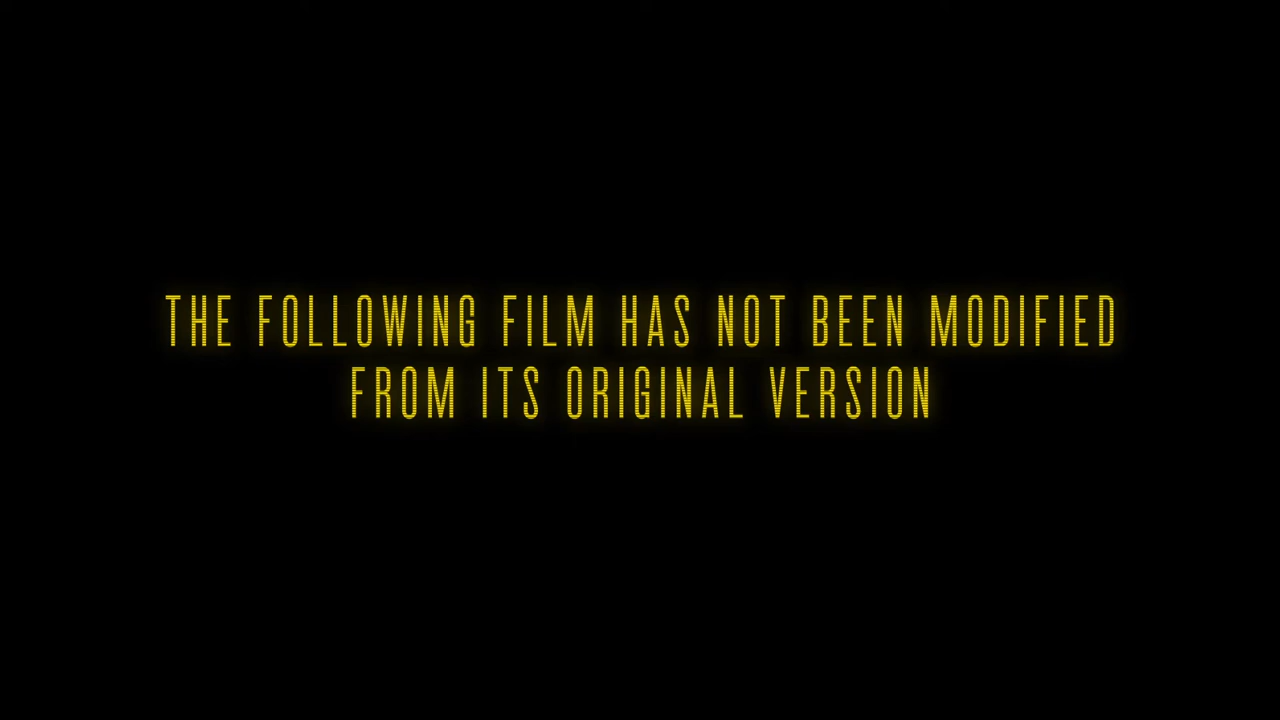 THE FOLLOWING FILM HAS NOT BEEN MODIFIED
FROM ITS ORIGINAL VERSION